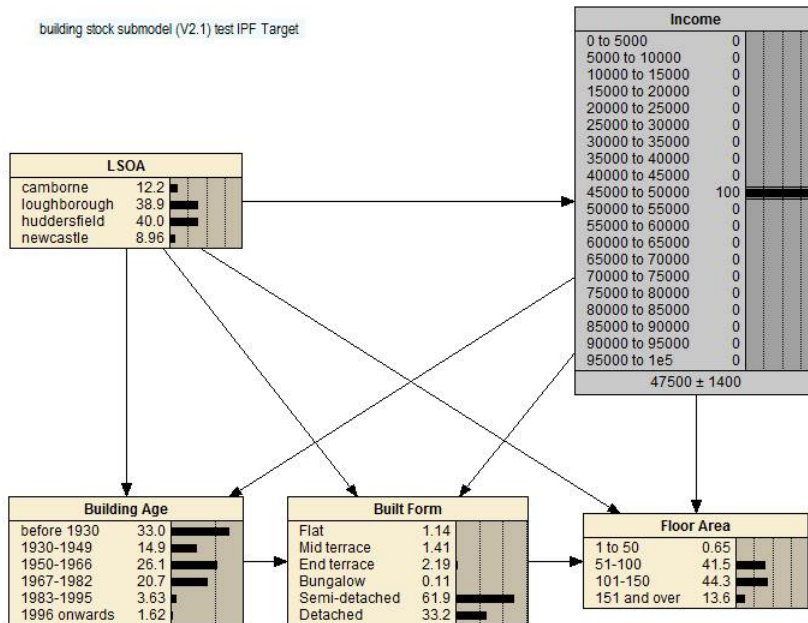 building stock submodel (V2.1) test IPF Target
Income
0 to 5000 0
5000 to 10000 0
10000 to 15000 0
15000 to 20000 0
20000 to 25000 0
25000 to 30000 0
30000 to 35000 0
35000 to 40000 0
40000 to 45000 0
45000 to 50000 100
50000 to 55000 0
55000 to 60000 0
60000 to 65000 0
65000 to 70000 0
70000 to 75000 0
75000 to 80000 0
80000 to 85000 0
85000 to 90000 0
90000 to 95000 0
95000 to 1e5 0
47500 ± 1400
LSOA
camborne 12.2
loughborough 38.9
huddersfield 40.0
newcastle 8.96
Building Age
before 1930 33.0
1930-1949 14.9
1950-1966 26.1
1967-1982 20.7
1983-1995 3.63
1996 onwards 1.62
Built Form
Flat 1.14
Mid terrace 1.41
End terrace 2.19
Bungalow 0.11
Semi-detached 61.9
Detached 33.2
Floor Area
1 to 50 0.65
51-100 41.5
101-150 44.3
151 and over 13.6